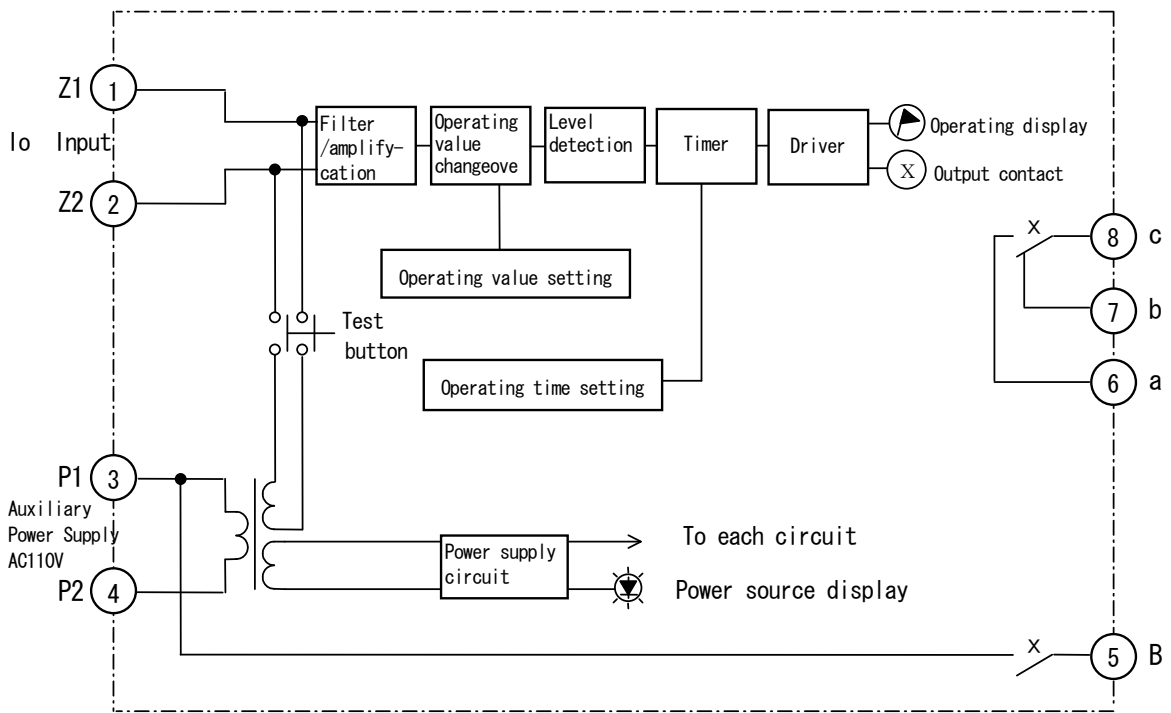 Z1
1
Io Input
Z2
2
Filter
/amplify-
cation
Operating
value
changeove
Level
detection
Timer
Driver
Operating display
X
Output contact
Operating value setting
Test
button
Operating time setting
X
8
c
7
b
6
a
P1
3
Auxiliary
Power Supply
AC110V
P2
4
Power supply
circuit
To each circuit
Power source display
X
5
B